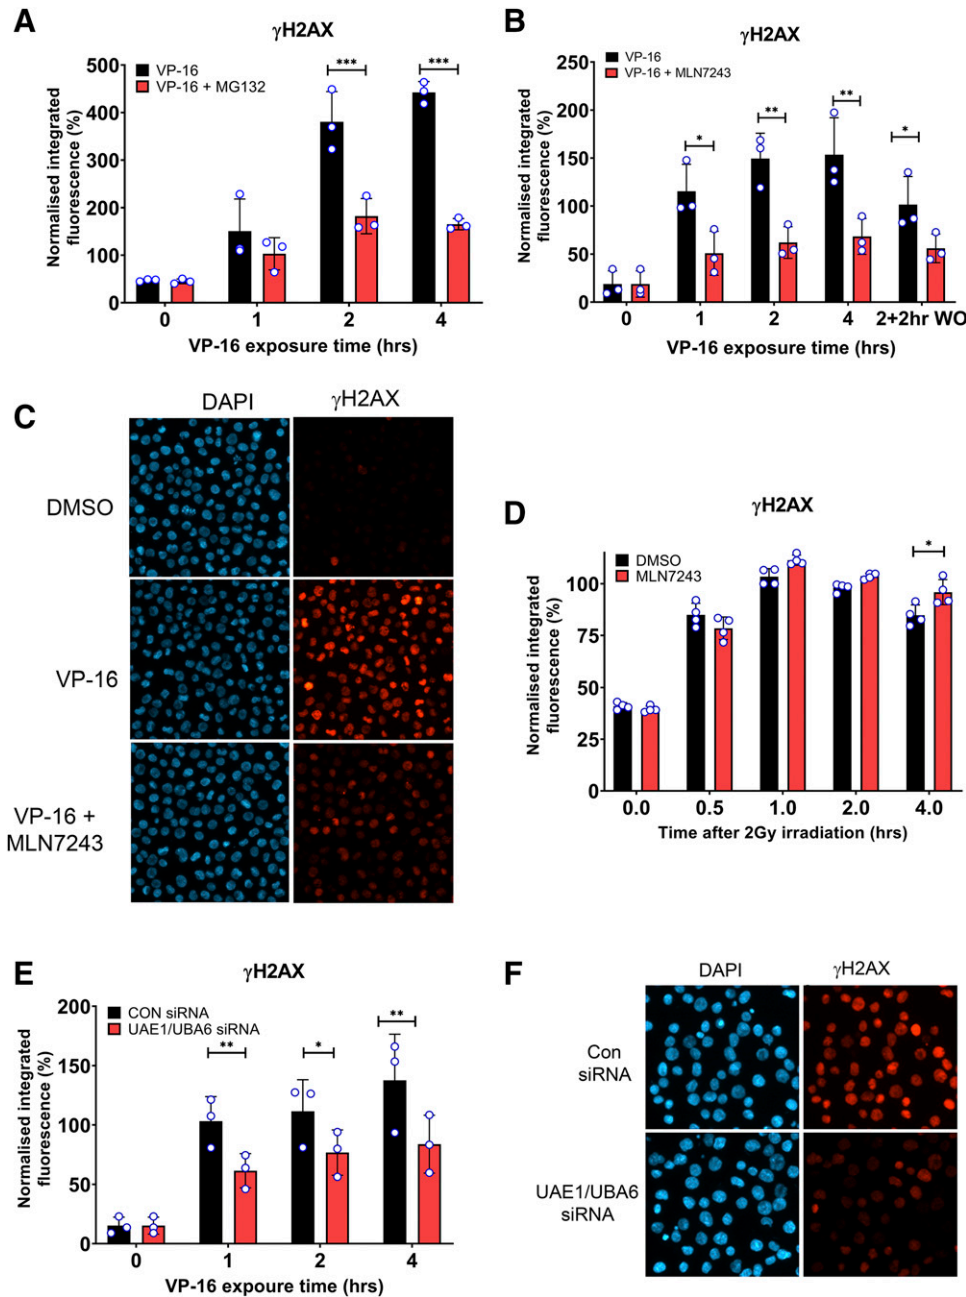 A
γH2AX
VP-16
VP-16 + MG132
***
***
Normalised integrated
fluorescence (%)
500
400
300
200
100
0
0 1 2 4
VP-16 exposure time (hrs)
B
γH2AX
VP-16
VP-16 + MLN7243
*
**
**
*
Normalised integrated
fluorescence (%)
250
200
150
100
50
0
0 1 2 4 2+2hr WO
VP-16 exposure time (hrs)
C
DAPI γH2AX
DMSO
VP-16
VP-16 +
MLN7243
D
γH2AX
DMSO
MLN7243
*
Normalised integrated
fluorescence (%)
100
75
50
25
0
0.0 0.5 1.0 2.0 4.0
Time after 2Gy irradiation (hrs)
E
γH2AX
CON siRNA
UAE1/UBA6 siRNA
**
*
**
Normalised integrated
fluorescence (%)
200
150
100
50
0
0 1 2 4
VP-16 expoure time (hrs)
F
DAPI γH2AX
Con
siRNA
UAE1/UBA6
siRNA